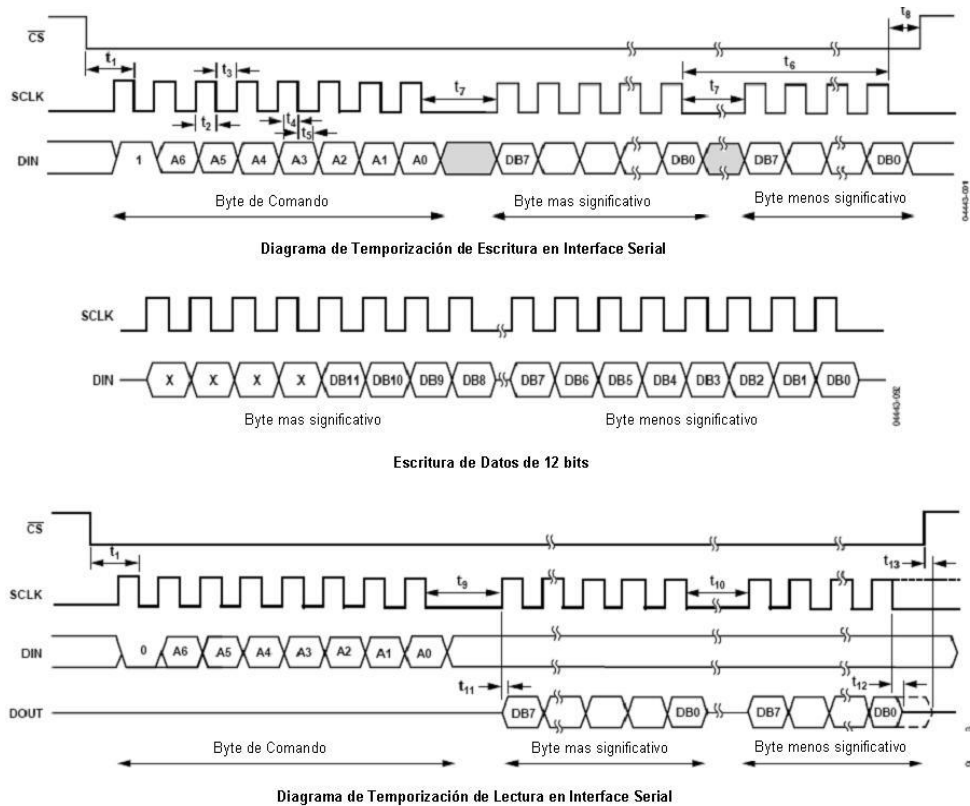 CS
t1 t3 t7 t6 t7 t8
SCLK
t2 t4 t5
DIN 1 A6 A5 A4 A3 A2 A1 A0 DB7 DB0 DB7 DB0
Byte de Comando Byte mas significativo Byte menos significativo
04443-091
Diagrama de Temporización de Escritura en Interface Serial
SCLK
DIN X X X X DB11 DB10 DB9 DB8 DB7 DB6 DB5 DB4 DB3 DB2 DB1 DB0
Byte mas significativo Byte menos significativo
04443-092
Escritura de Datos de 12 bits
CS
t1 t9 t10 t13
SCLK
DIN 0 A6 A5 A4 A3 A2 A1 A0
t11 t12
DOUT DB7 DB0 DB7 DB0
Byte de Comando Byte mas significativo Byte menos significativo
Diagrama de Temporización de Lectura en Interface Serial